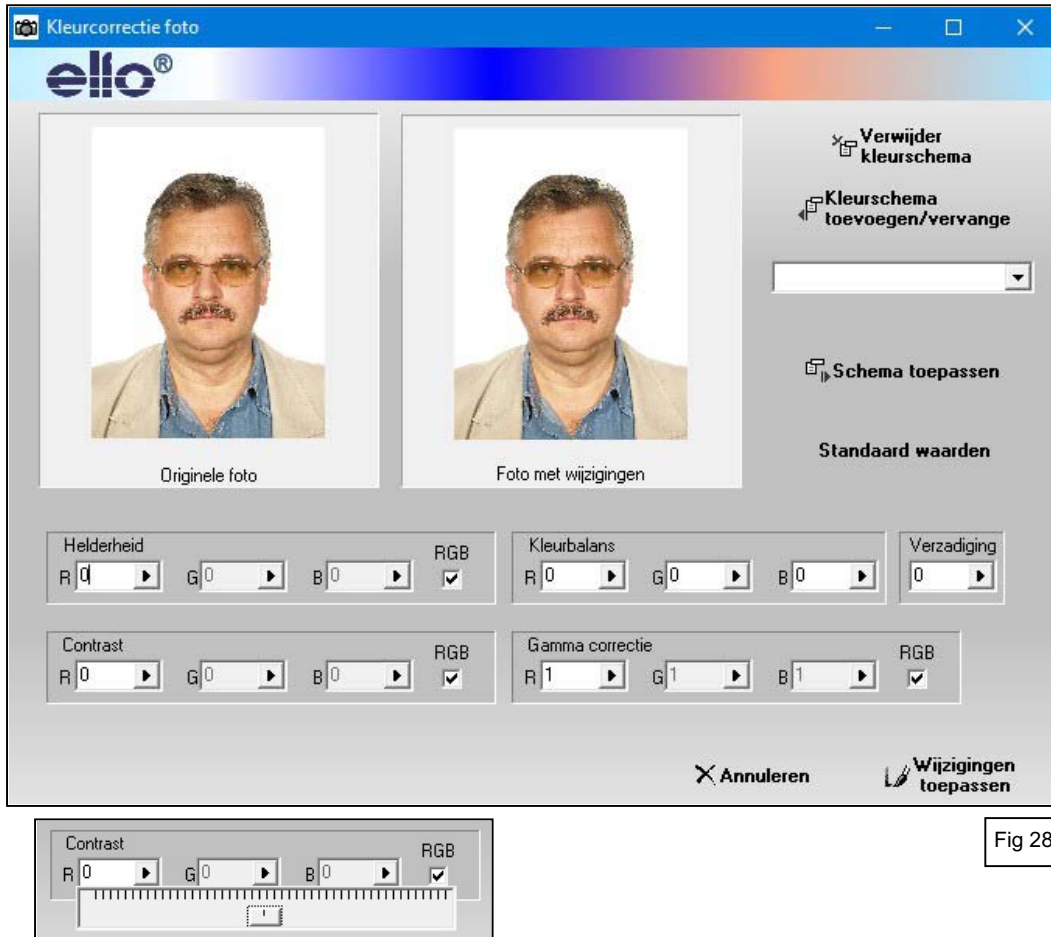 Kleurcorrectie foto
elfo®
Verwijder
kleurschema
Kleurschema
toevoegen/vervange
Schema toepassen
Standaard waarden
Originele foto
Foto met wijzigingen
Helderheid
R 0 G 0 B 0 RGB
Kleurbalans
R 0 G 0 B 0
Verzadiging
0
Contrast
R 0 G 0 B 0 RGB
Gamma correctie
R 1 G 1 B 1 RGB
Annuleren
Wijzigingen
toepassen
Fig 28
Contrast
R 0 G 0 B 0 RGB